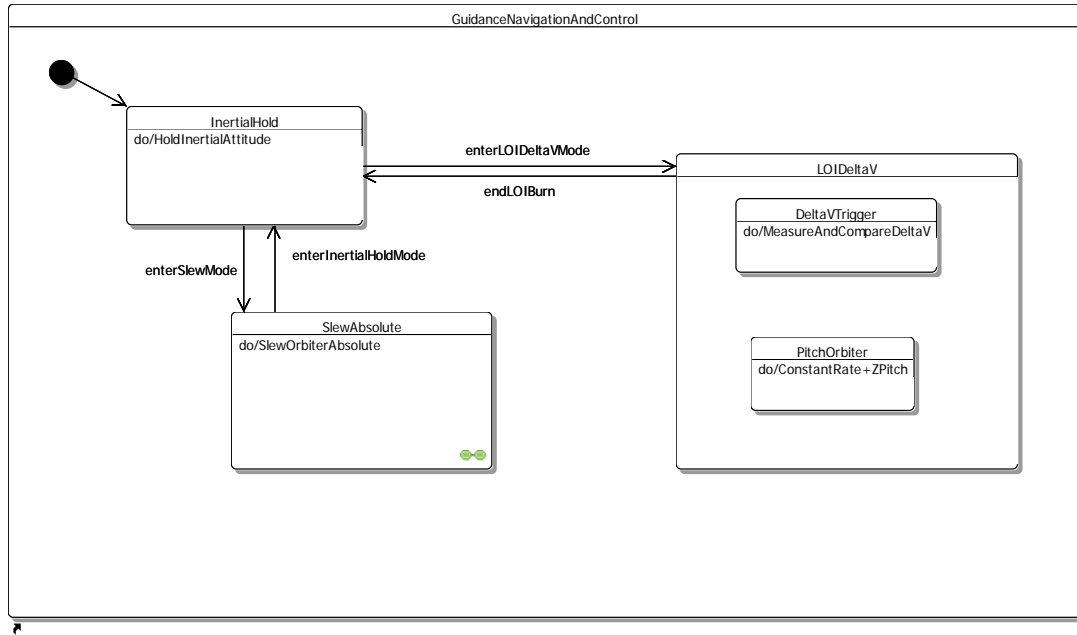 GuidanceNavigationAndControl
InertialHold
do/HoldInertialAttitude
enterLOIDeltaVMode
endLOIBurn
LOIDeltaV
DeltaVTrigger
do/MeasureAndCompareDeltaV
enterSlewMode
enterInertialHoldMode
SlewAbsolute
do/SlewOrbiterAbsolute
PitchOrbiter
do/ConstantRate+ZPitch